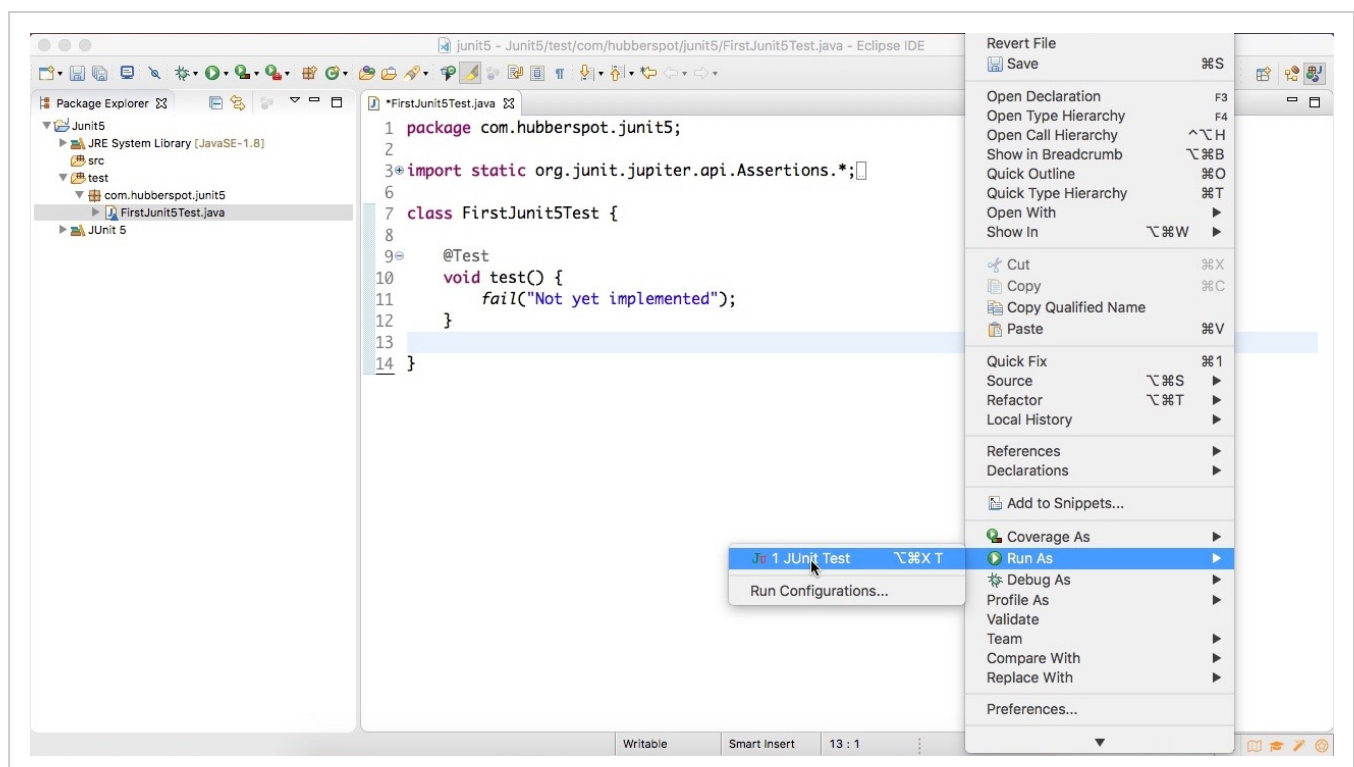 junit5 - Junit5/test/com/hubberspot/junit5/FirstJunit5Test.java - Eclipse IDE
Package Explorer
Junit5
JRE System Library [JavaSE-1.8]
src
test
com.hubberspot.junit5
FirstJunit5Test.java
JUnit 5
*FirstJunit5Test.java
1 package com.hubberspot.junit5;
2
3 import static org.junit.jupiter.api.Assertions.*;
6
7 class FirstJunit5Test {
8
9 @Test
10 void test() {
11 fail("Not yet implemented");
12 }
13
14 }
Revert File
Save ⌘S
Open Declaration F3
Open Type Hierarchy F4
Open Call Hierarchy ^⌥H
Show in Breadcrumb ⌥⌘B
Quick Outline ⌘O
Quick Type Hierarchy ⌘T
Open With
Show In ⌥⌘W
Cut ⌘X
Copy ⌘C
Copy Qualified Name
Paste ⌘V
Quick Fix ⌘1
Source ⌥⌘S
Refactor ⌥⌘T
Local History
References
Declarations
Add to Snippets...
Coverage As
Run As
Debug As
Profile As
Validate
Team
Compare With
Replace With
Preferences...
Ju 1 JUnit Test ⌥⌘X T
Run Configurations...
Writable
Smart Insert
13 : 1